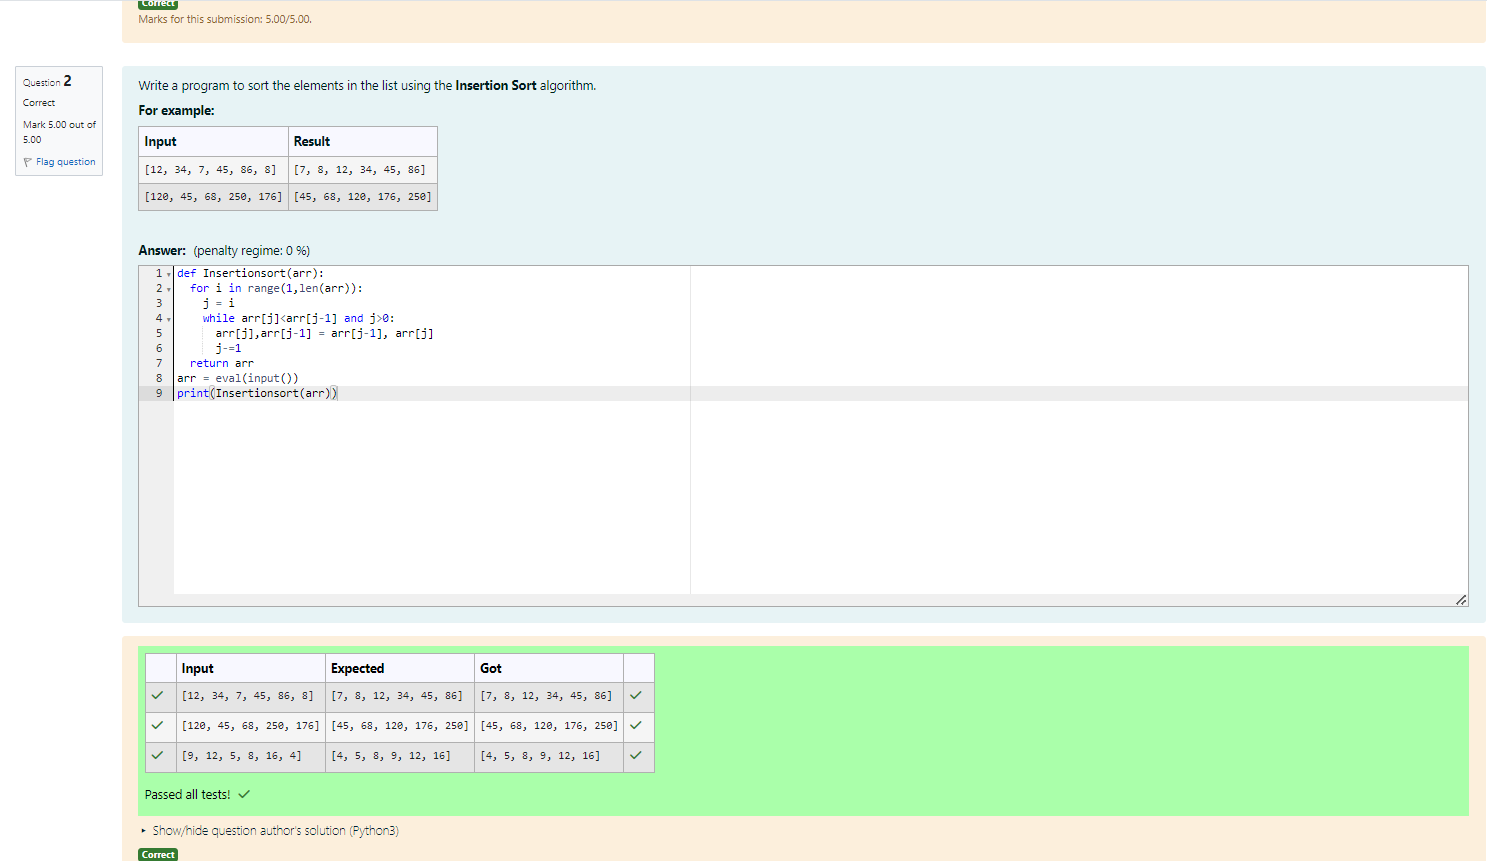 Correct
Marks for this submission: 5.00/5.00.
Question 2
Correct
Mark 5.00 out of
5.00
Flag question
Write a program to sort the elements in the list using the Insertion Sort algorithm.
For example:
Input Result
[12, 34, 7, 45, 86, 8] [7, 8, 12, 34, 45, 86]
[120, 45, 68, 250, 176] [45, 68, 120, 176, 250]
Answer: (penalty regime: 0 %)
1 def Insertionsort(arr):
2   for i in range(1,len(arr)):
3     j = i
4     while arr[j]<arr[j-1] and j>0:
5       arr[j],arr[j-1] = arr[j-1], arr[j]
6       j-=1
7   return arr
8 arr = eval(input())
9 print(Insertionsort(arr))
Input Expected Got
[12, 34, 7, 45, 86, 8] [7, 8, 12, 34, 45, 86] [7, 8, 12, 34, 45, 86]
[120, 45, 68, 250, 176] [45, 68, 120, 176, 250] [45, 68, 120, 176, 250]
[9, 12, 5, 8, 16, 4] [4, 5, 8, 9, 12, 16] [4, 5, 8, 9, 12, 16]
Passed all tests!
Show/hide question author's solution (Python3)
Correct